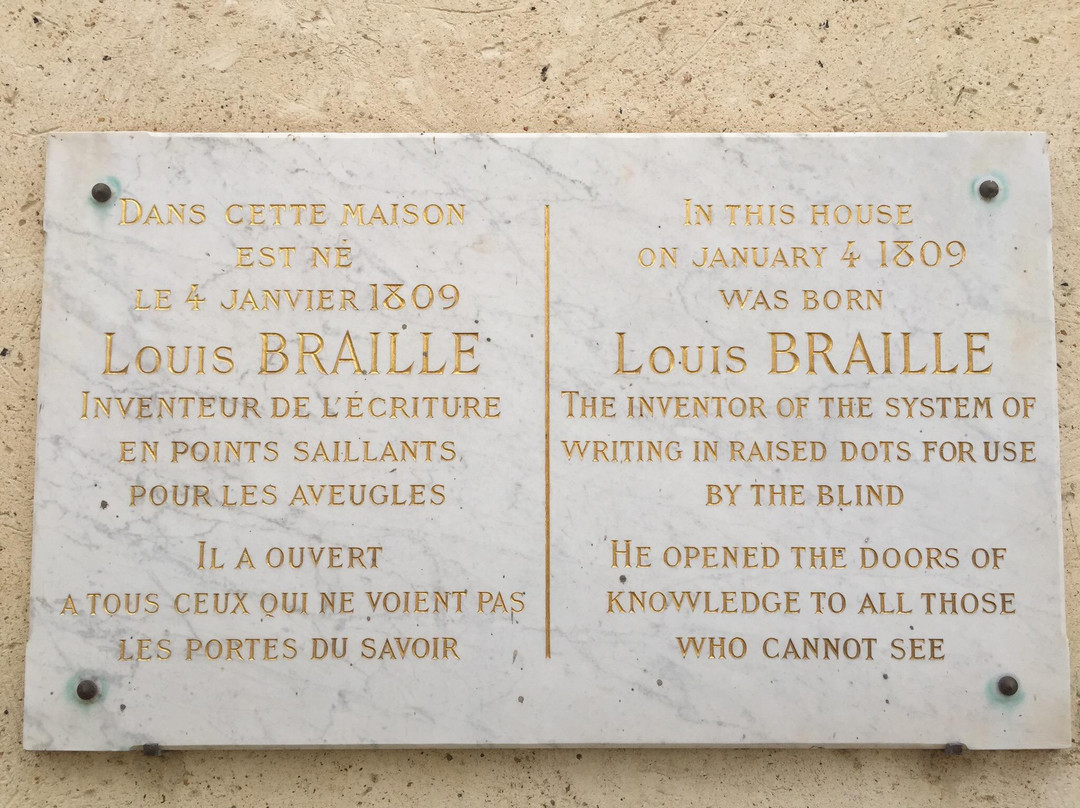 DANS CETTE MAISON
EST NÉ
LE 4 JANVIER 1809
LOUIS BRAILLE
INVENTEUR DE L'ÉCRITURE
EN POINTS SAILLANTS
POUR LES AVEUGLES
IL A OUVERT
A TOUS CEUX QUI NE VOIENT PAS
LES PORTES DU SAVOIR
IN THIS HOUSE
ON JANUARY 4 1809
WAS BORN
LOUIS BRAILLE
THE INVENTOR OF THE SYSTEM OF
WRITING IN RAISED DOTS FOR USE
BY THE BLIND
HE OPENED THE DOORS OF
KNOWLEDGE TO ALL THOSE
WHO CANNOT SEE